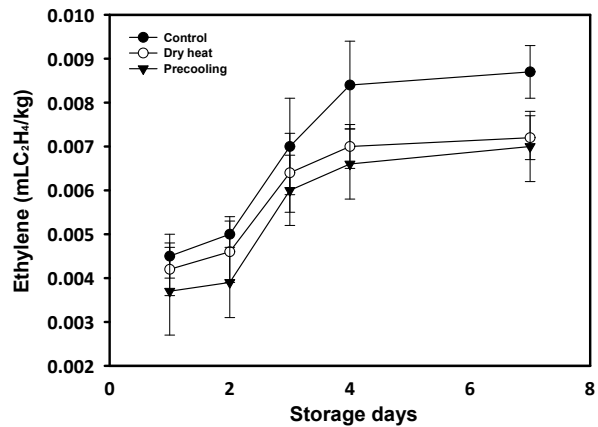 0.010
0.009
0.008
0.007
0.006
0.005
0.004
0.003
0.002
Ethylene (mLC₂H₄/kg)
Control
Dry heat
Precooling
0 2 4 6 8
Storage days